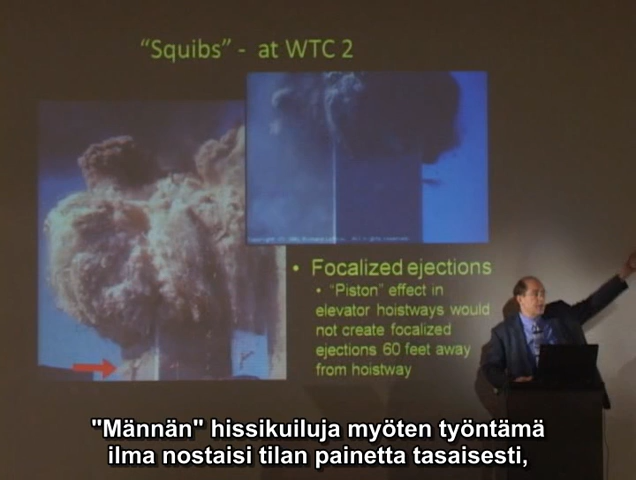 "Squibs" - at WTC 2
• Focalized ejections
• "Piston" effect in
elevator hoistways would
not create focalized
ejections 60 feet away
from hoistway
"Männän" hissikuiluja myöten työntämä
ilma nostaisi tilan painetta tasaisesti,